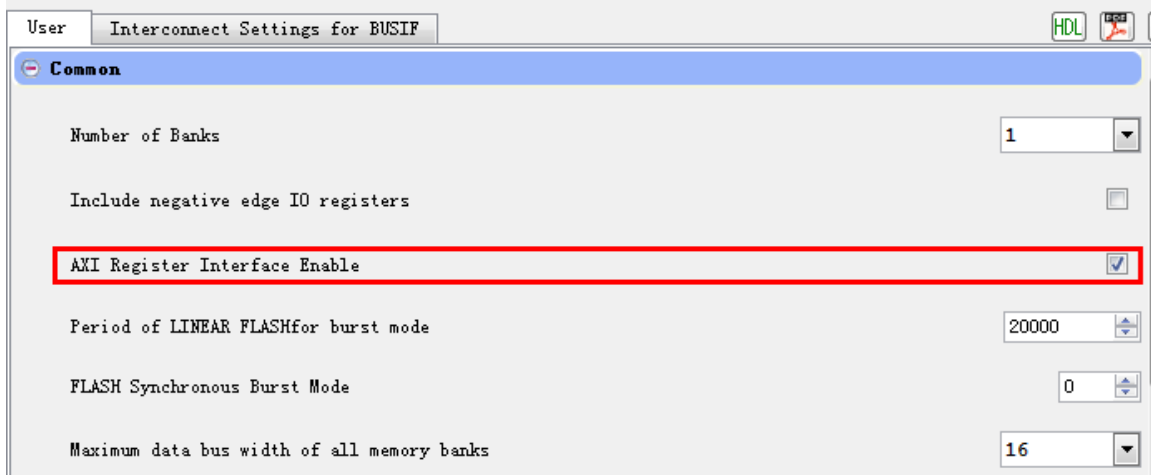 User Interconnect Settings for BUSIF HDL PDF
Common
Number of Banks 1
Include negative edge IO registers
AXI Register Interface Enable
Period of LINEAR FLASHfor burst mode 20000
FLASH Synchronous Burst Mode 0
Maximum data bus width of all memory banks 16